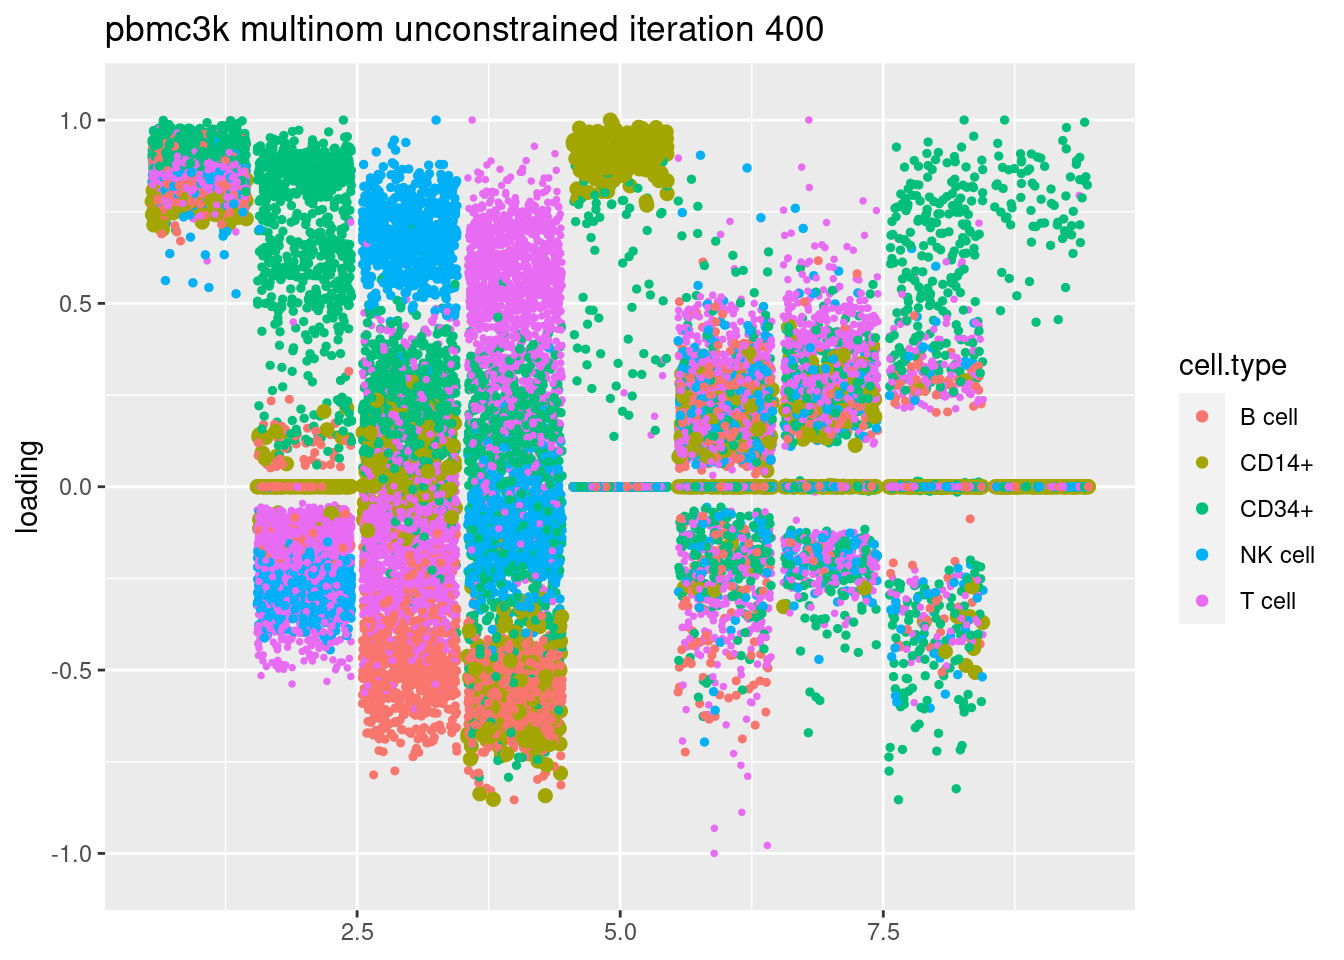 pbmc3k multinom unconstrained iteration 400
1.0
0.5
0.0
-0.5
-1.0
loading
2.5
5.0
7.5
cell.type
B cell
CD14+
CD34+
NK cell
T cell